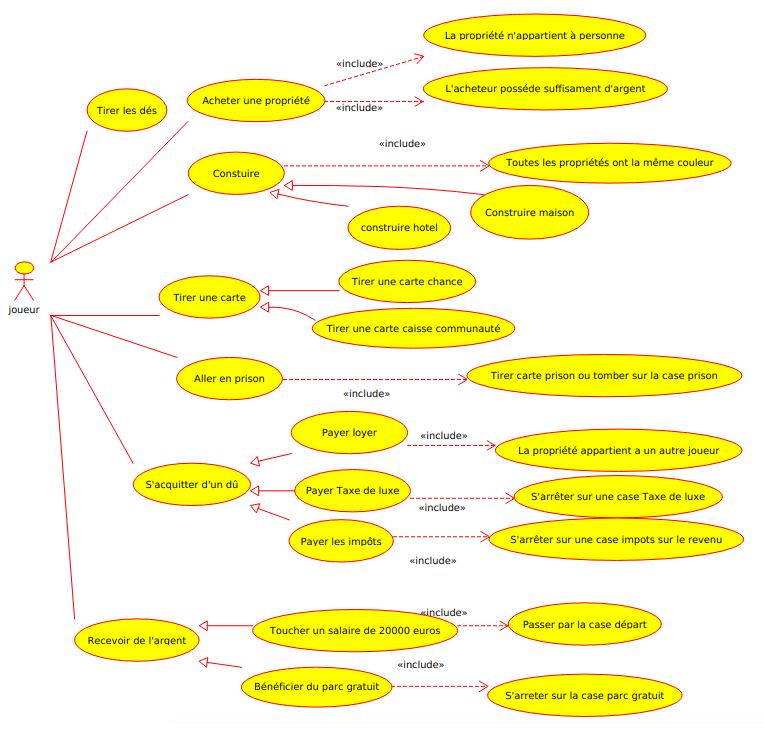 La propriété n'appartient à personne
«include»
L'acheteur posséde suffisament d'argent
Acheter une propriété
Tirer les dés
«include»
«include»
Toutes les propriétés ont la même couleur
Constuire
Construire maison
construire hotel
joueur
Tirer une carte chance
Tirer une carte
Tirer une carte caisse communauté
Aller en prison
Tirer carte prison ou tomber sur la case prison
«include»
Payer loyer
«include»
La propriété appartient a un autre joueur
S'acquitter d'un dû
Payer Taxe de luxe
S'arrêter sur une case Taxe de luxe
«include»
Payer les impôts
S'arrêter sur une case impots sur le revenu
«include»
«include»
Toucher un salaire de 20000 euros
Passer par la case départ
Recevoir de l'argent
«include»
Bénéficier du parc gratuit
S'arreter sur la case parc gratuit